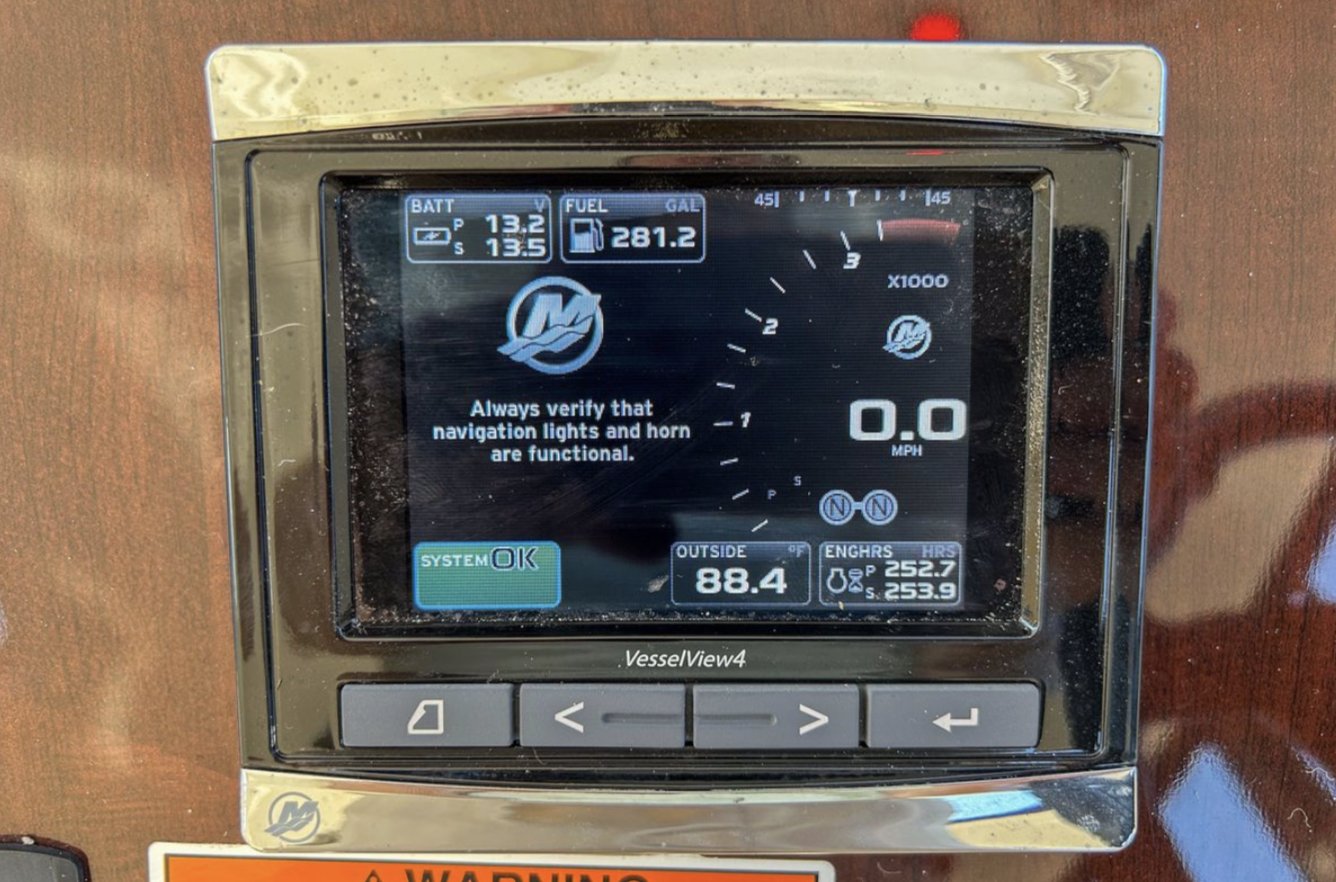 BATT V
P 13.2
S 13.5
FUEL GAL
281.2
45 45
3
X1000
2
M
Always verify that
navigation lights and horn
are functional.
1
0.0
MPH
P S
N N
SYSTEM OK
OUTSIDE °F
88.4
ENGHRS HRS
P 252.7
S 253.9
VesselView4
< >
WARNING